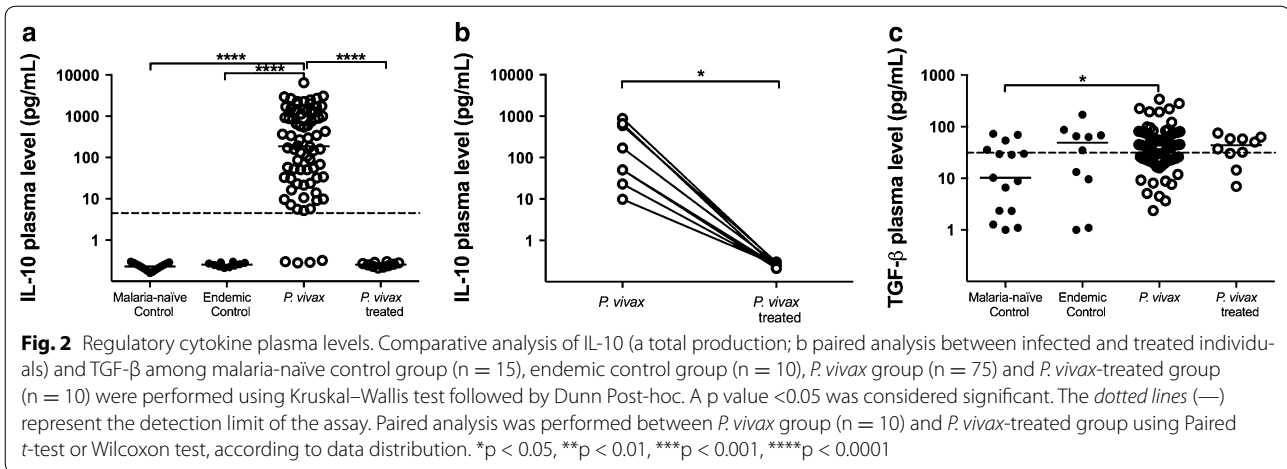 a
IL-10 plasma level (pg/mL)
10000
1000
100
10
1
****
****
****
Malaria-naïve
Control
Endemic
Control
P. vivax
P. vivax
treated
b
IL-10 plasma level (pg/mL)
10000
1000
100
10
1
*
P. vivax
P. vivax
treated
c
TGF-β plasma level (pg/mL)
1000
100
10
1
*
Malaria-naïve
Control
Endemic
Control
P. vivax
P. vivax
treated
Fig. 2 Regulatory cytokine plasma levels. Comparative analysis of IL-10 (a total production; b paired analysis between infected and treated individu-
als) and TGF-β among malaria-naïve control group (n = 15), endemic control group (n = 10), P. vivax group (n = 75) and P. vivax-treated group
(n = 10) were performed using Kruskal–Wallis test followed by Dunn Post-hoc. A p value <0.05 was considered significant. The dotted lines (—)
represent the detection limit of the assay. Paired analysis was performed between P. vivax group (n = 10) and P. vivax-treated group using Paired
t-test or Wilcoxon test, according to data distribution. *p < 0.05, **p < 0.01, ***p < 0.001, ****p < 0.0001